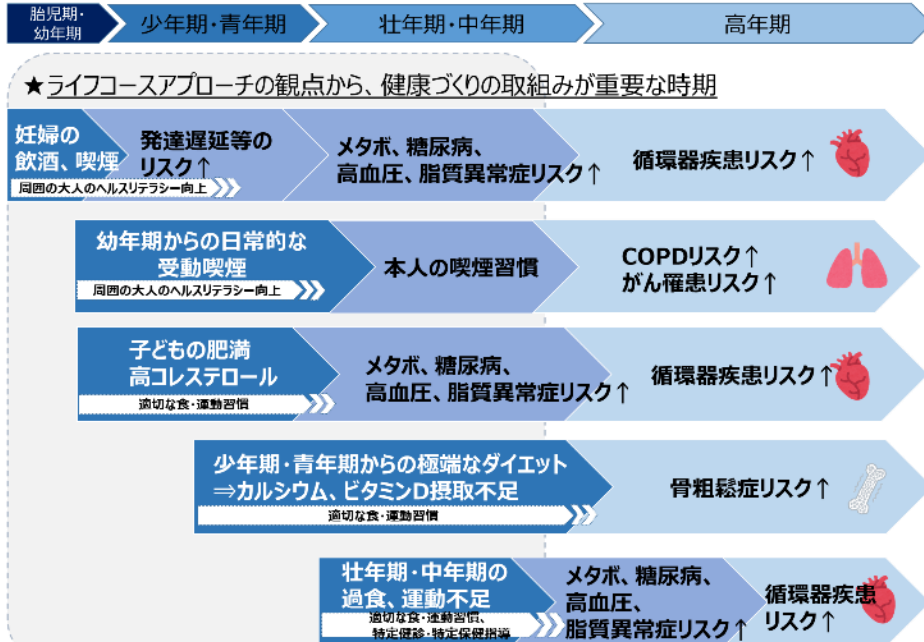 胎児期・
幼年期
少年期・青年期
壮年期・中年期
高年期
★ライフコースアプローチの観点から、健康づくりの取組みが重要な時期
妊婦の
飲酒、喫煙
周囲の大人のヘルスリテラシー向上
発達遅延等の
リスク↑
メタボ、糖尿病、
高血圧、脂質異常症リスク↑
循環器疾患リスク↑
幼年期からの日常的な
受動喫煙
周囲の大人のヘルスリテラシー向上
本人の喫煙習慣
COPDリスク↑
がん罹患リスク↑
子どもの肥満
高コレステロール
適切な食・運動習慣
メタボ、糖尿病、
高血圧、脂質異常症リスク↑
循環器疾患リスク↑
少年期・青年期からの極端なダイエット
⇒カルシウム、ビタミンD摂取不足
適切な食・運動習慣
骨粗鬆症リスク↑
壮年期・中年期の
過食、運動不足
適切な食・運動習慣、
特定健診・特定保健指導
メタボ、糖尿病、
高血圧、
脂質異常症リスク↑
循環器疾患
リスク↑